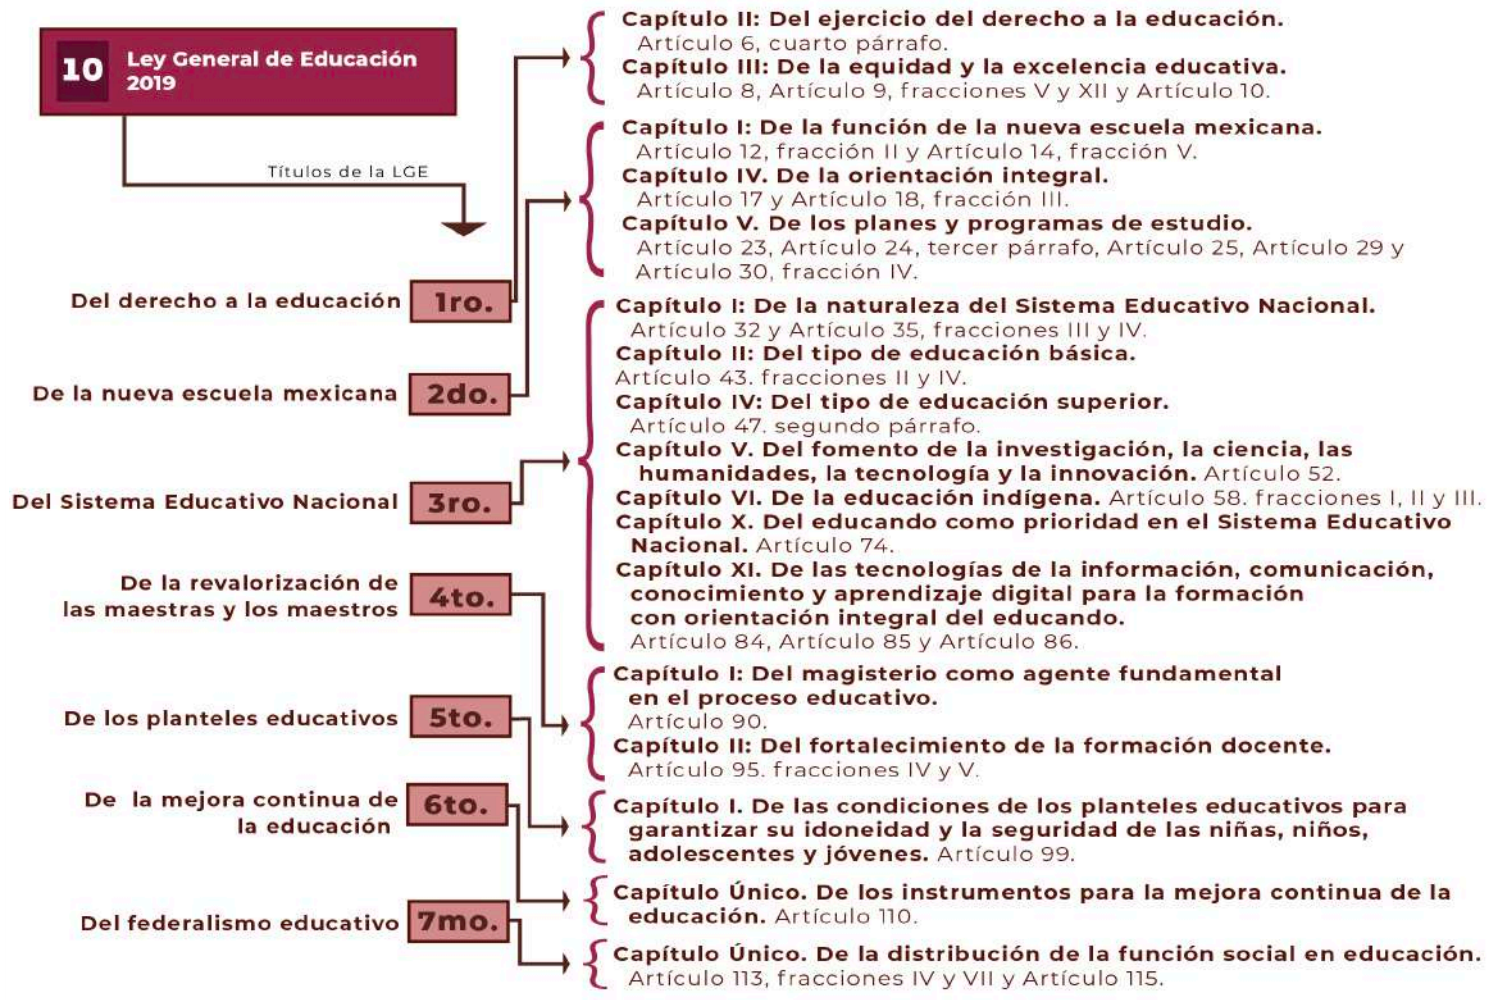 10
Ley General de Educación
2019
Títulos de la LGE
Del derecho a la educación
1ro.
Capítulo II: Del ejercicio del derecho a la educación.
Artículo 6, cuarto párrafo.
Capítulo III: De la equidad y la excelencia educativa.
Artículo 8, Artículo 9, fracciones V y XII y Artículo 10.
De la nueva escuela mexicana
2do.
Capítulo I: De la función de la nueva escuela mexicana.
Artículo 12, fracción II y Artículo 14, fracción V.
Capítulo IV. De la orientación integral.
Artículo 17 y Artículo 18, fracción III.
Capítulo V. De los planes y programas de estudio.
Artículo 23, Artículo 24, tercer párrafo, Artículo 25, Artículo 29 y
Artículo 30, fracción IV.
Del Sistema Educativo Nacional
3ro.
Capítulo I: De la naturaleza del Sistema Educativo Nacional.
Artículo 32 y Artículo 35, fracciones III y IV.
Capítulo II: Del tipo de educación básica.
Artículo 43. fracciones II y IV.
Capítulo IV: Del tipo de educación superior.
Artículo 47. segundo párrafo.
Capítulo V. Del fomento de la investigación, la ciencia, las
humanidades, la tecnología y la innovación. Artículo 52.
Capítulo VI. De la educación indígena. Artículo 58. fracciones I, II y III.
Capítulo X. Del educando como prioridad en el Sistema Educativo
Nacional. Artículo 74.
Capítulo XI. De las tecnologías de la información, comunicación,
conocimiento y aprendizaje digital para la formación
con orientación integral del educando.
Artículo 84, Artículo 85 y Artículo 86.
De la revalorización de
las maestras y los maestros
4to.
Capítulo I: Del magisterio como agente fundamental
en el proceso educativo.
Artículo 90.
Capítulo II: Del fortalecimiento de la formación docente.
Artículo 95. fracciones IV y V.
De los planteles educativos
5to.
Capítulo I. De las condiciones de los planteles educativos para
garantizar su idoneidad y la seguridad de las niñas, niños,
adolescentes y jóvenes. Artículo 99.
De la mejora continua de
la educación
6to.
Capítulo Único. De los instrumentos para la mejora continua de la
educación. Artículo 110.
Del federalismo educativo
7mo.
Capítulo Único. De la distribución de la función social en educación.
Artículo 113, fracciones IV y VII y Artículo 115.